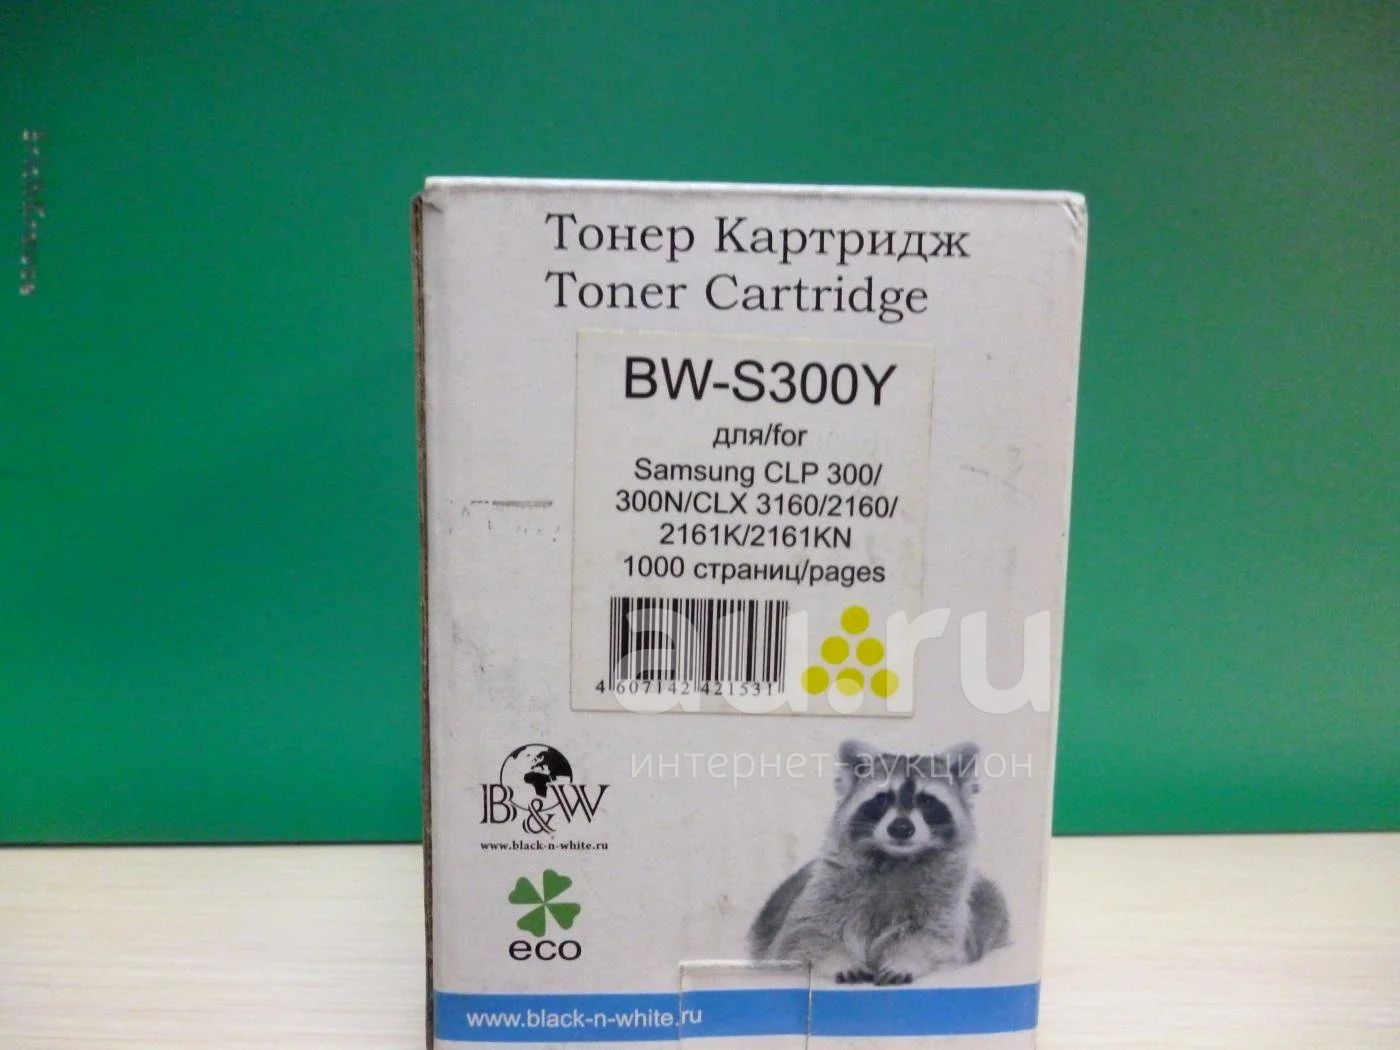 Тонер Картридж
Toner Cartridge
BW-S300Y
для/for
Samsung CLP 300/
300N/CLX 3160/2160/
2161K/2161KN
1000 страниц/pages
4 607142 421531
au.ru
интернет-аукцион
B&W
www.black-n-white.ru
eco
www.black-n-white.ru